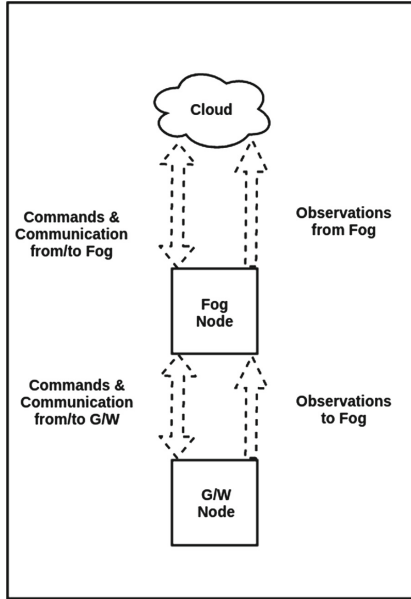 Cloud
Commands &
Communication
from/to Fog
Observations
from Fog
Fog
Node
Commands &
Communication
from/to G/W
Observations
to Fog
G/W
Node